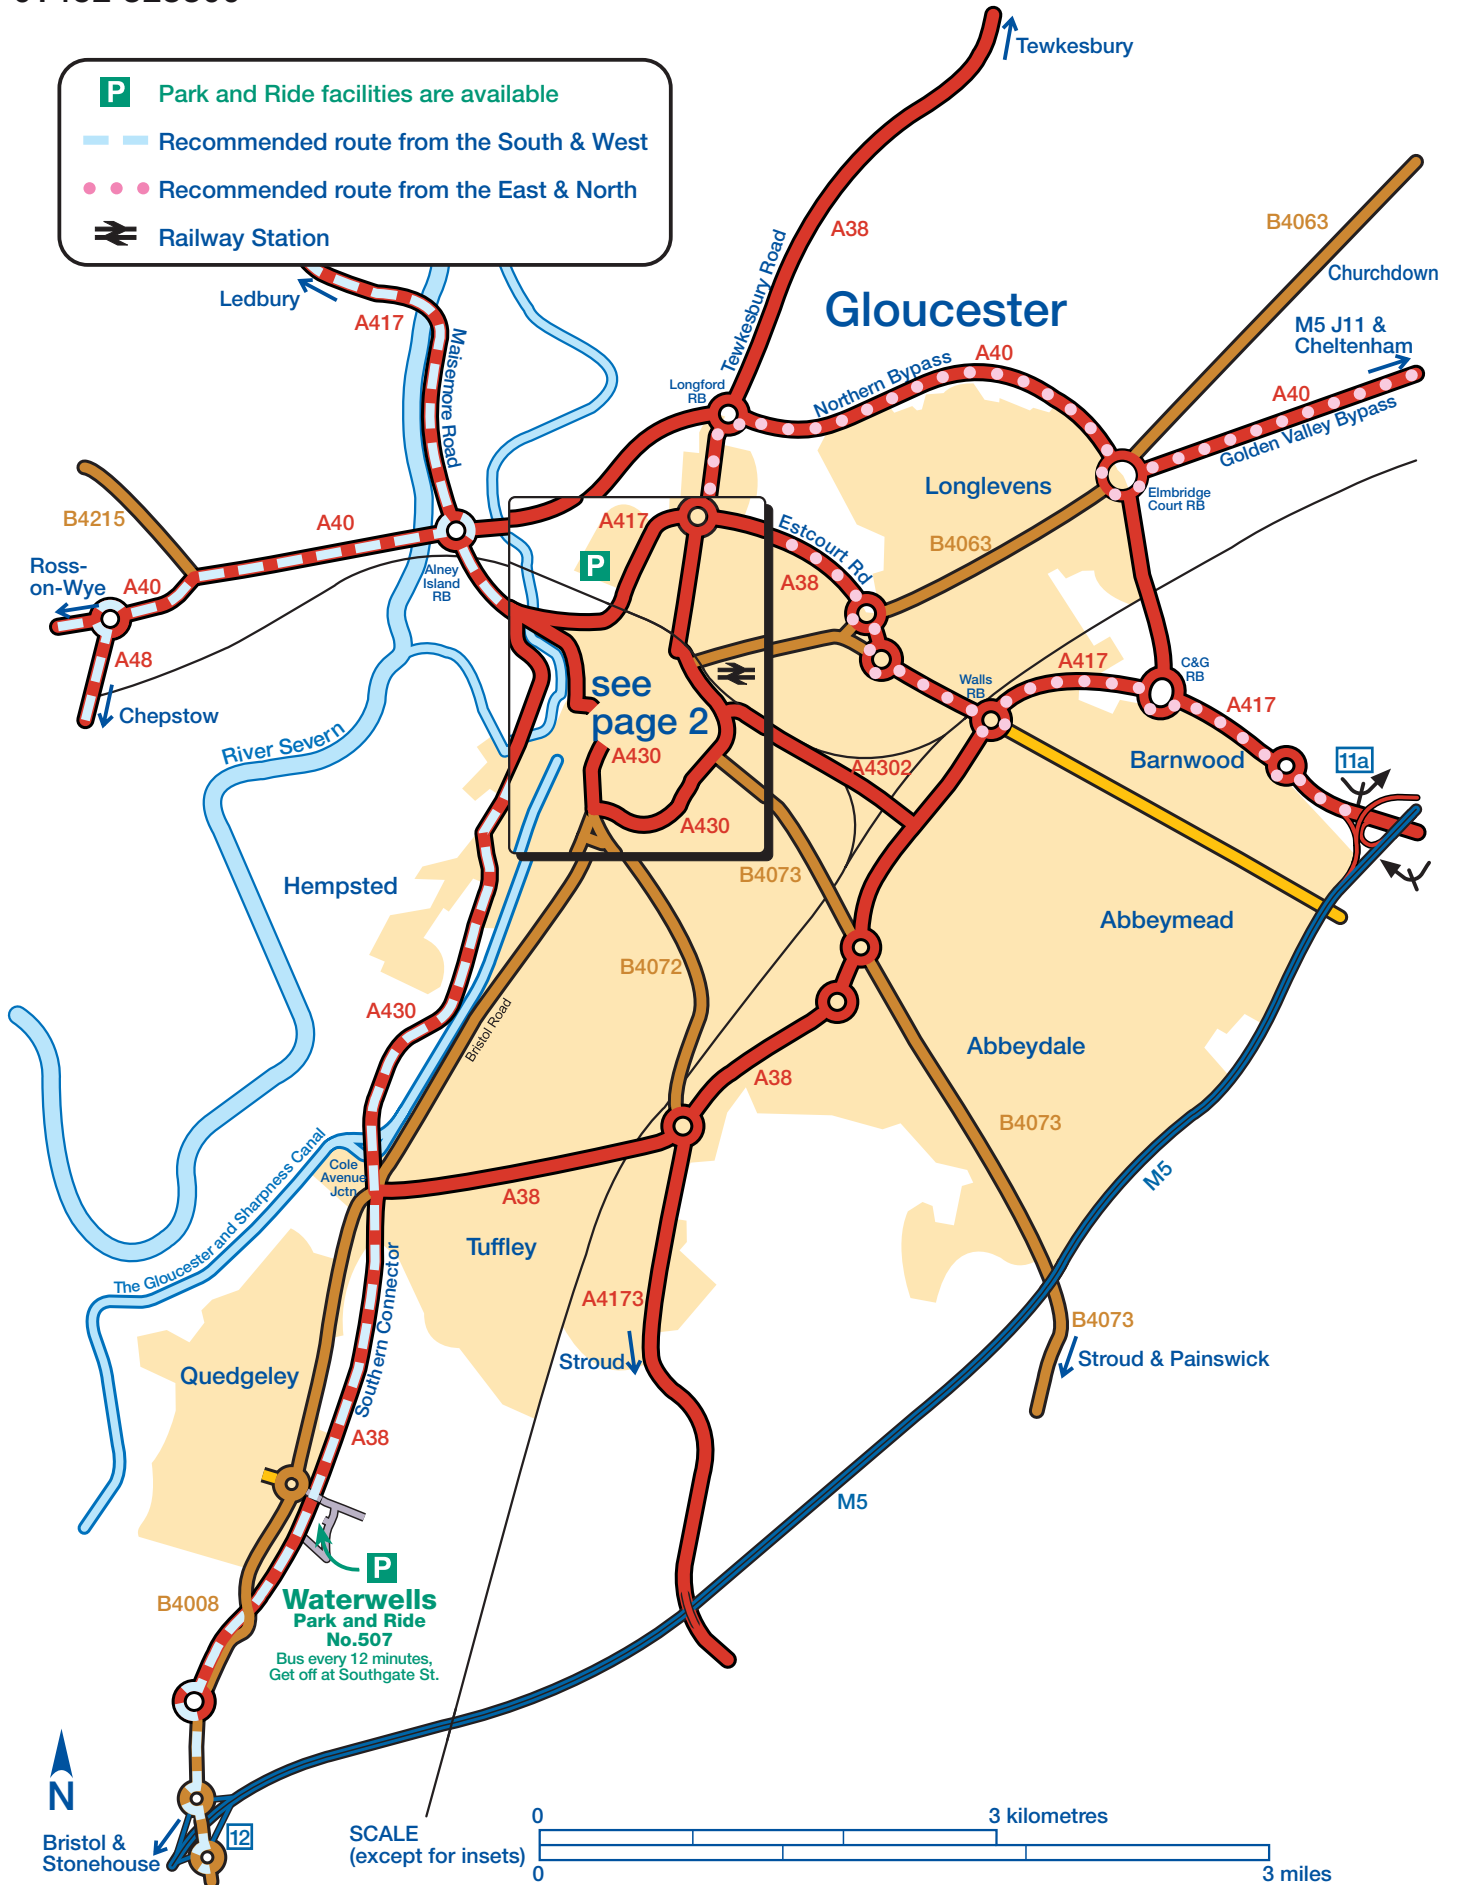 P Park and Ride facilities are available
Recommended route from the South & West
Recommended route from the East & North
Railway Station
Tewkesbury
A38
Tewkesbury Road
B4063
Churchdown
Gloucester
M5 J11 &
Cheltenham
A40
Golden Valley Bypass
A40
Northern Bypass
Longford
RB
Ledbury
A417
Maisemore Road
Longlevens
Elmbridge
Court RB
B4215
A40
Ross-
on-Wye
A40
A48
Chepstow
Alney
Island
RB
A417
P
Estcourt Rd
A38
B4063
see
page 2
A430
A430
A4302
Walls
RB
A417
C&G
RB
A417
Barnwood
11a
River Severn
Hempsted
B4073
Abbeymead
B4072
A430
Bristol Road
Abbeydale
A38
B4073
M5
The Gloucester and Sharpness Canal
Cole
Avenue
Jctn
A38
Tuffley
Southern Connector
A4173
Stroud
B4073
Stroud & Painswick
Quedgeley
A38
M5
P
Waterwells
Park and Ride
No.507
Bus every 12 minutes,
Get off at Southgate St.
B4008
N
Bristol &
Stonehouse
12
SCALE
(except for insets)
0
3 kilometres
0
3 miles